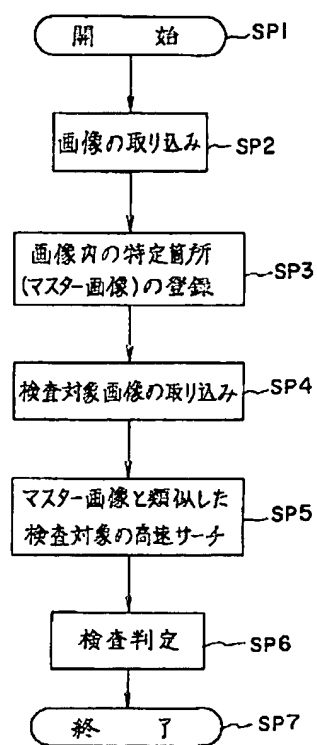 開 始
SP1
画像の取り込み
SP2
画像内の特定箇所
(マスター画像)の登録
SP3
検査対象画像の取り込み
SP4
マスター画像と類似した
検査対象の高速サーチ
SP5
検査判定
SP6
終 了
SP7